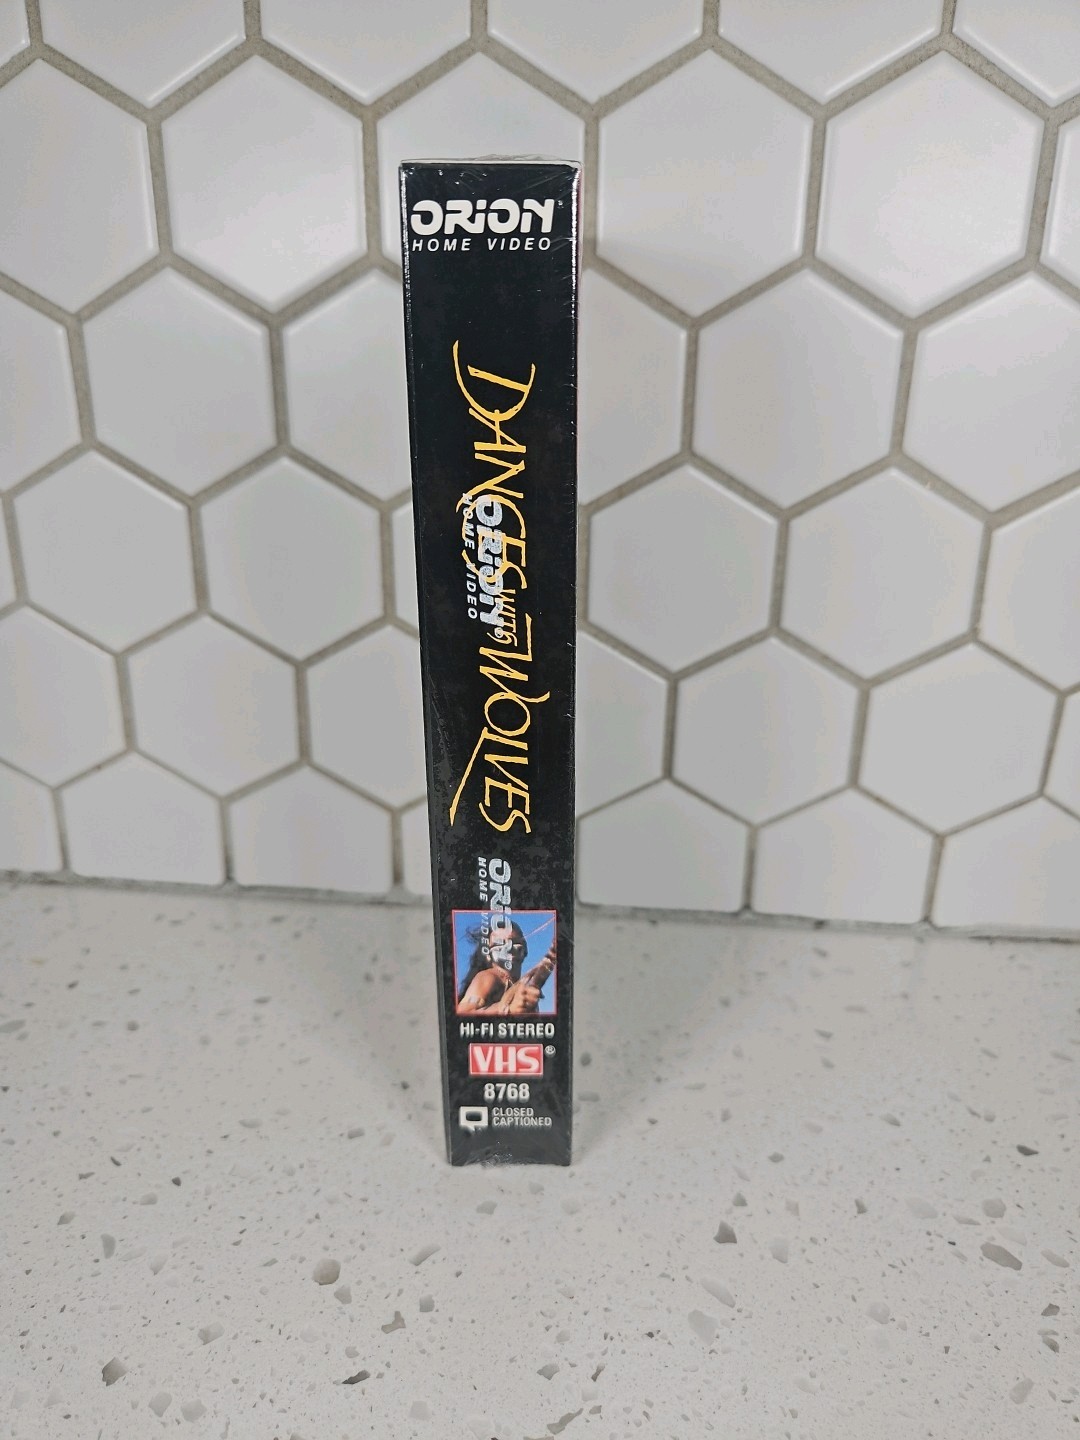 ORION
HOME VIDEO
DANCES WITH WOLVES
ORION
HOME VIDEO
ORION®
HOME VIDEO
HI-FI STEREO
VHS®
8768
CLOSED
CAPTIONED